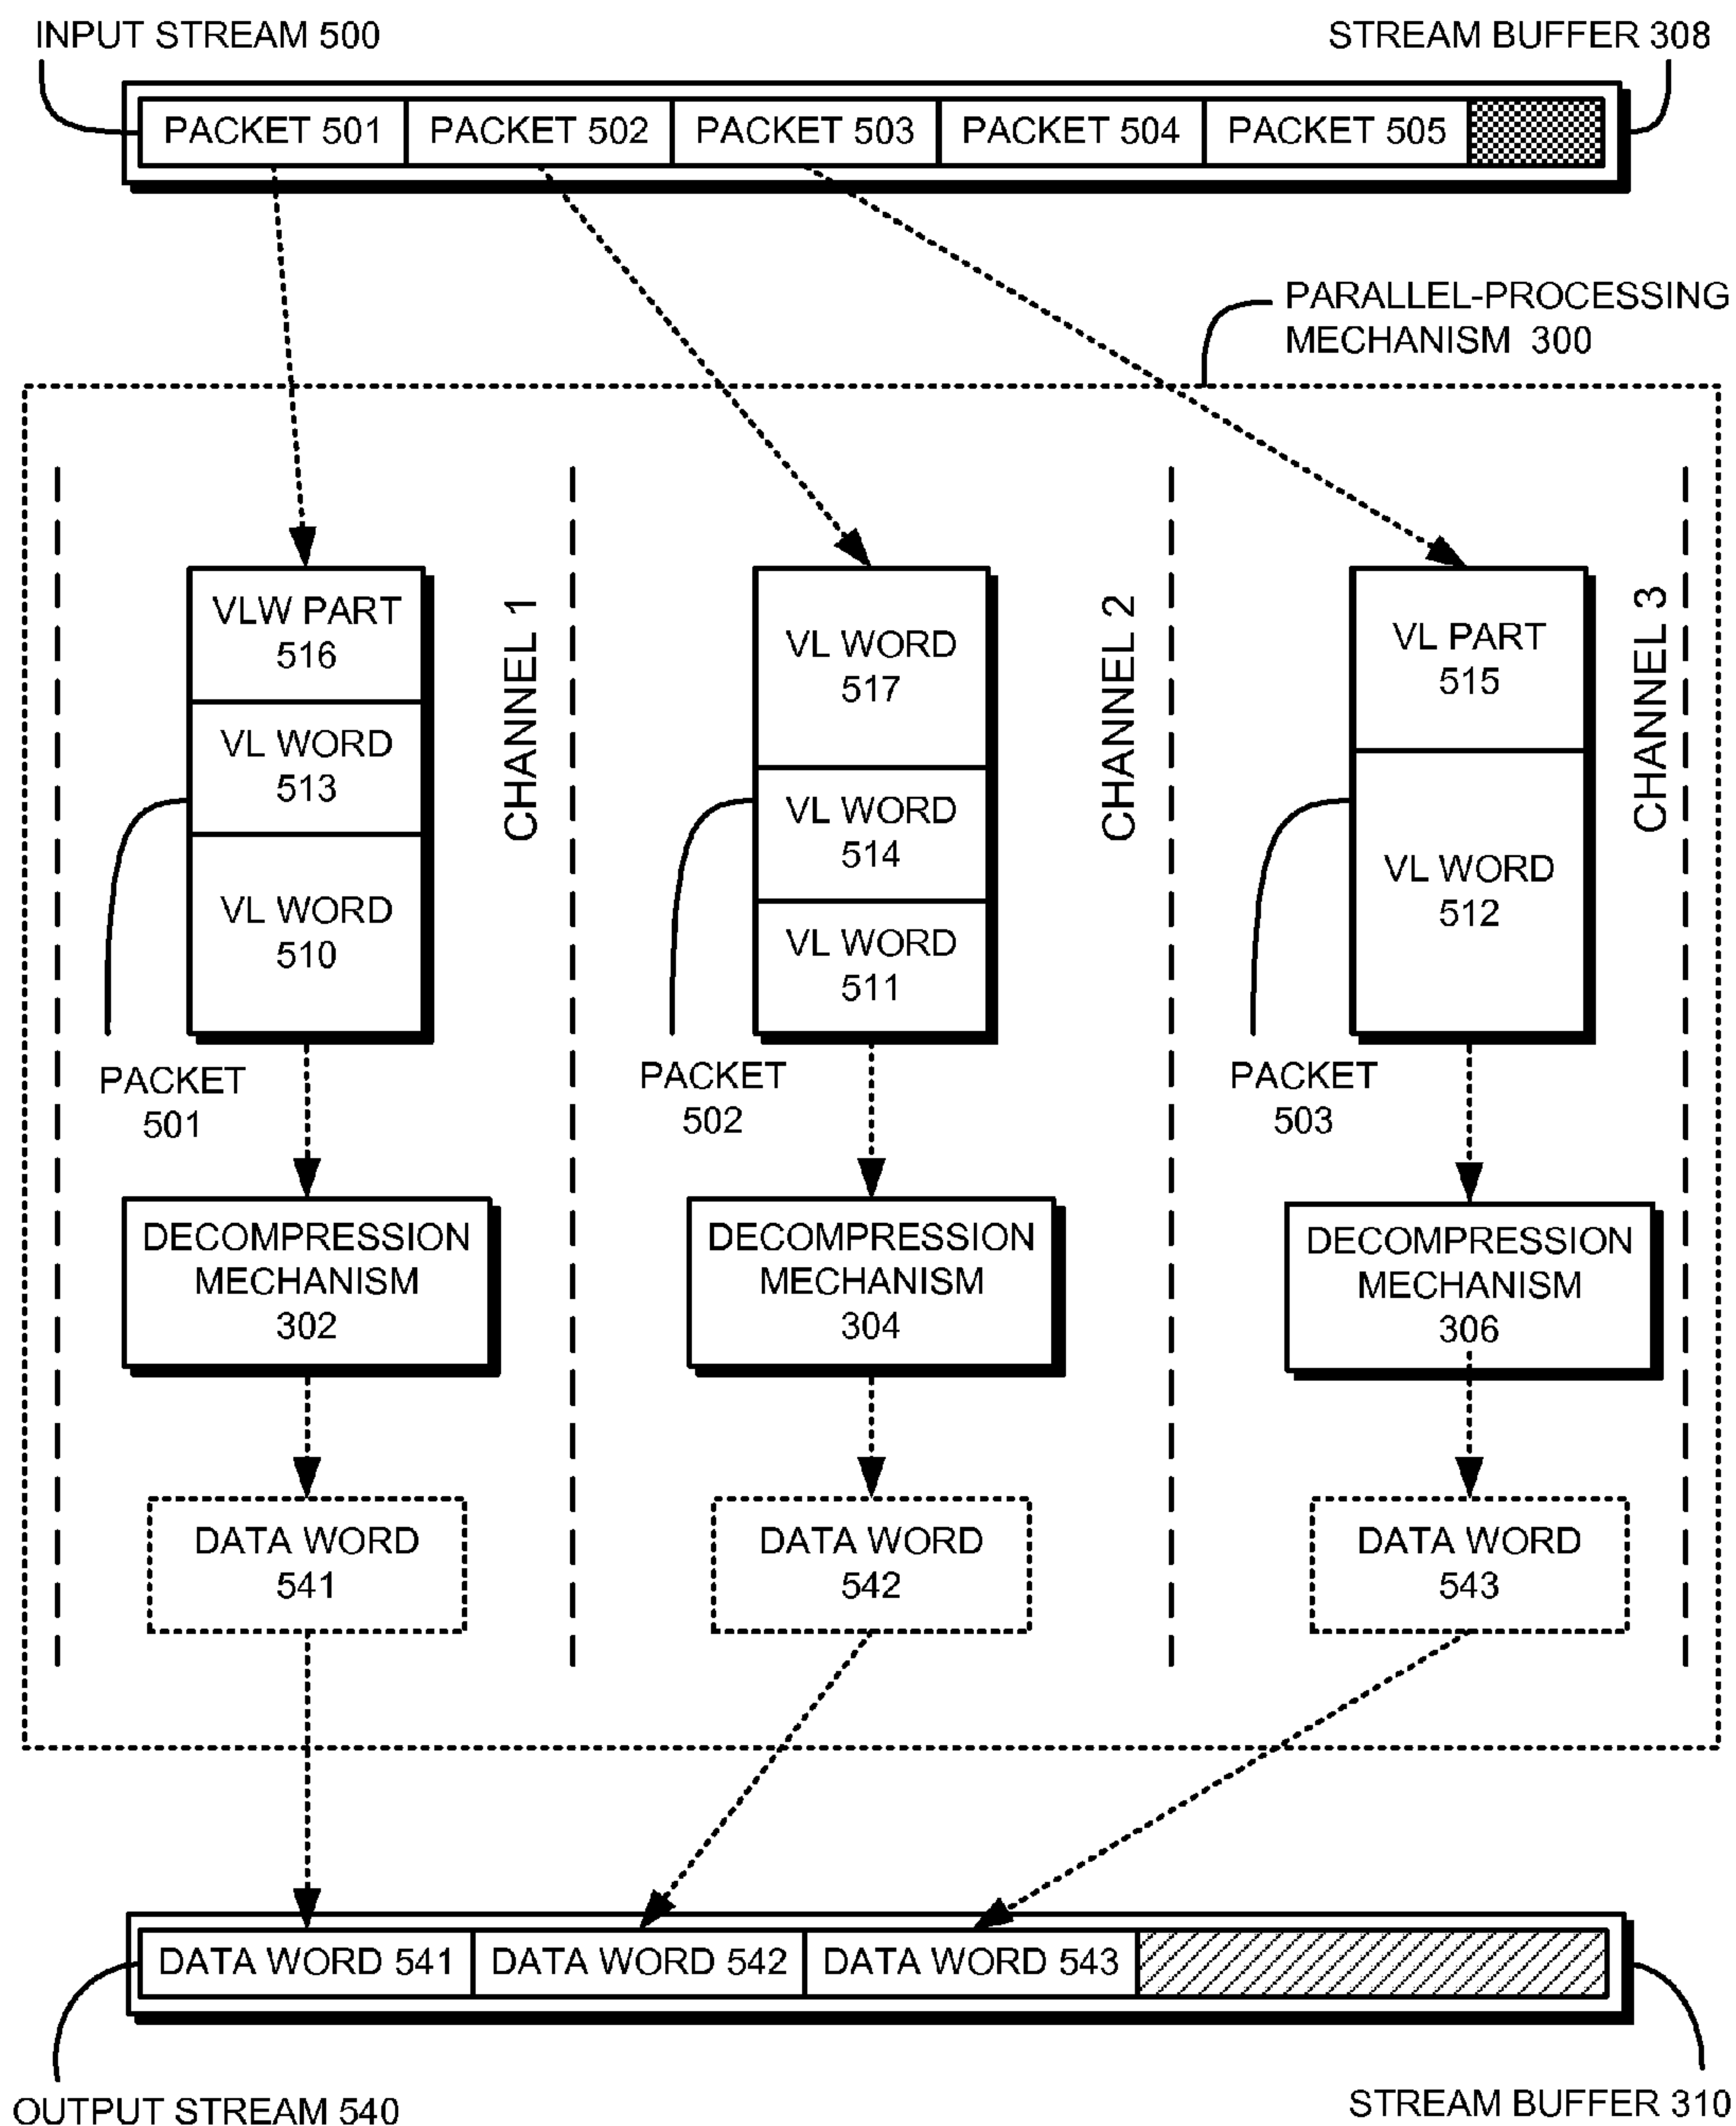 INPUT STREAM 500
STREAM BUFFER 308
PACKET 501
PACKET 502
PACKET 503
PACKET 504
PACKET 505
PARALLEL-PROCESSING
MECHANISM 300
VLW PART
516
VL WORD
513
VL WORD
510
CHANNEL 1
PACKET
501
VL WORD
517
VL WORD
514
VL WORD
511
CHANNEL 2
PACKET
502
VL PART
515
VL WORD
512
CHANNEL 3
PACKET
503
DECOMPRESSION
MECHANISM
302
DECOMPRESSION
MECHANISM
304
DECOMPRESSION
MECHANISM
306
DATA WORD
541
DATA WORD
542
DATA WORD
543
DATA WORD 541
DATA WORD 542
DATA WORD 543
OUTPUT STREAM 540
STREAM BUFFER 310